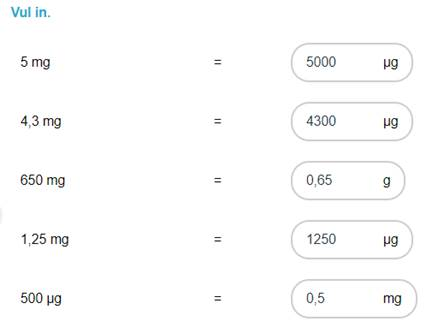 Vul in.
5 mg = 5000 µg
4,3 mg = 4300 µg
650 mg = 0,65 g
1,25 mg = 1250 µg
500 µg = 0,5 mg